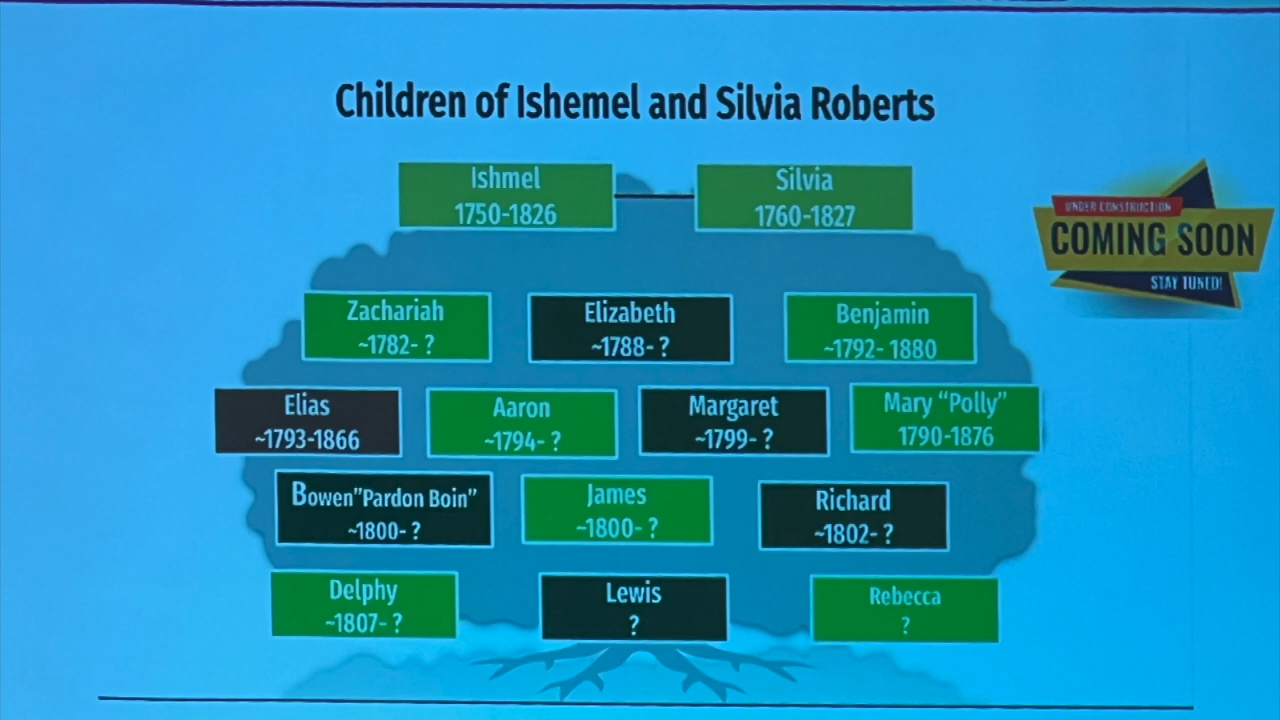 Children of Ishemel and Silvia Roberts
Ishmel
1750-1826
Silvia
1760-1827
UNDER CONSTRUCTION
COMING SOON
STAY TUNED!
Zachariah
~1782- ?
Elizabeth
~1788- ?
Benjamin
~1792- 1880
Elias
~1793-1866
Aaron
~1794- ?
Margaret
~1799- ?
Mary “Polly”
1790-1876
Bowen”Pardon Boin”
~1800- ?
James
~1800- ?
Richard
~1802- ?
Delphy
~1807- ?
Lewis
?
Rebecca
?